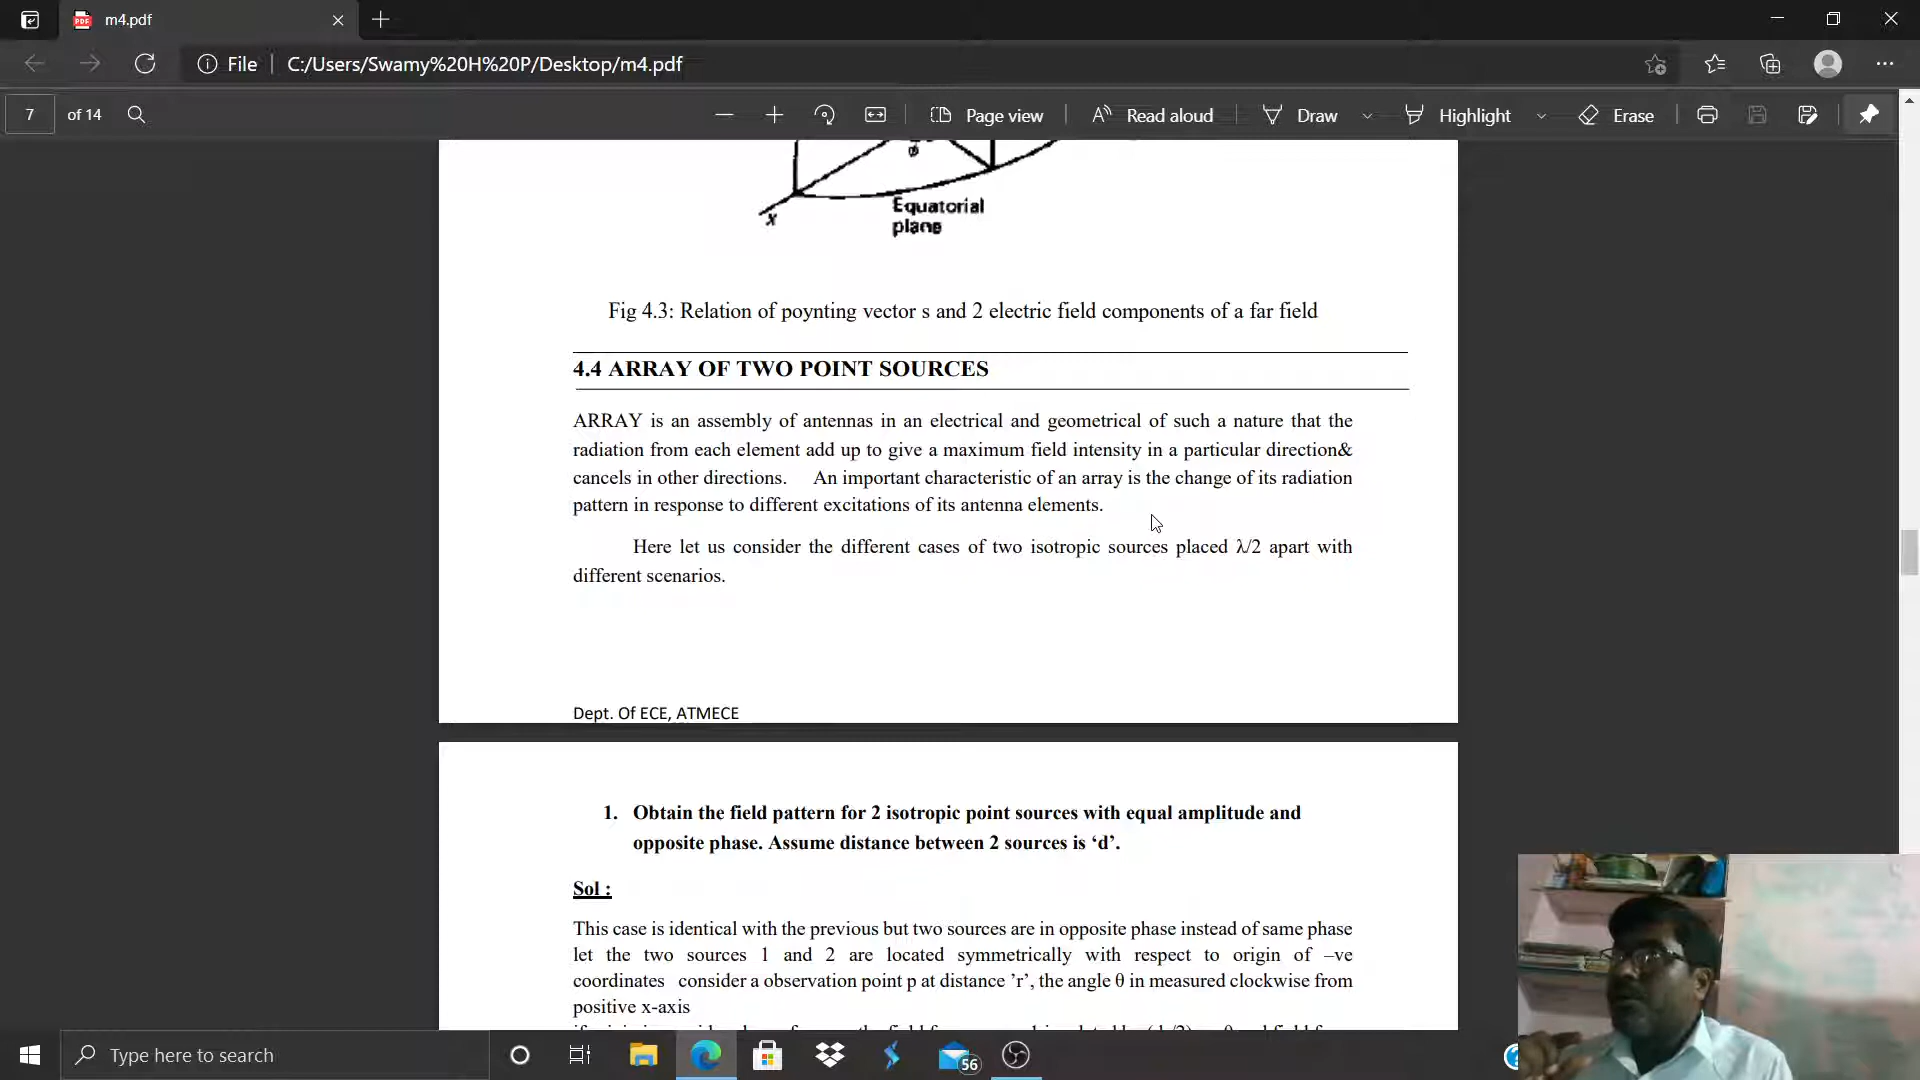 m4.pdf
File
C:/Users/Swamy%20H%20P/Desktop/m4.pdf
7 of 14
Page view
Read aloud
Draw
Highlight
Erase
ø
x
Equatorial
plane
Fig 4.3: Relation of poynting vector s and 2 electric field components of a far field
4.4 ARRAY OF TWO POINT SOURCES
ARRAY is an assembly of antennas in an electrical and geometrical of such a nature that the
radiation from each element add up to give a maximum field intensity in a particular direction&
cancels in other directions. An important characteristic of an array is the change of its radiation
pattern in response to different excitations of its antenna elements.
Here let us consider the different cases of two isotropic sources placed λ/2 apart with
different scenarios.
Dept. Of ECE, ATMECE
1. Obtain the field pattern for 2 isotropic point sources with equal amplitude and
opposite phase. Assume distance between 2 sources is ‘d’.
Sol :
This case is identical with the previous but two sources are in opposite phase instead of same phase
let the two sources 1 and 2 are located symmetrically with respect to origin of –ve
coordinates consider a observation point p at distance ’r’, the angle θ in measured clockwise from
positive x-axis
Type here to search
56